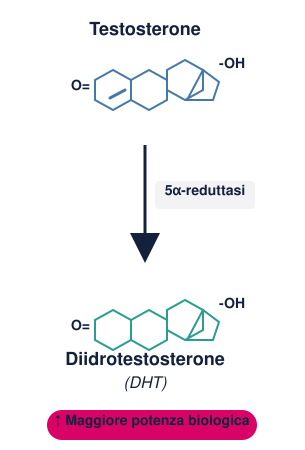 Testosterone
-OH
O=
5α-reduttasi
-OH
O=
Diidrotestosterone
(DHT)
↑ Maggiore potenza biologica